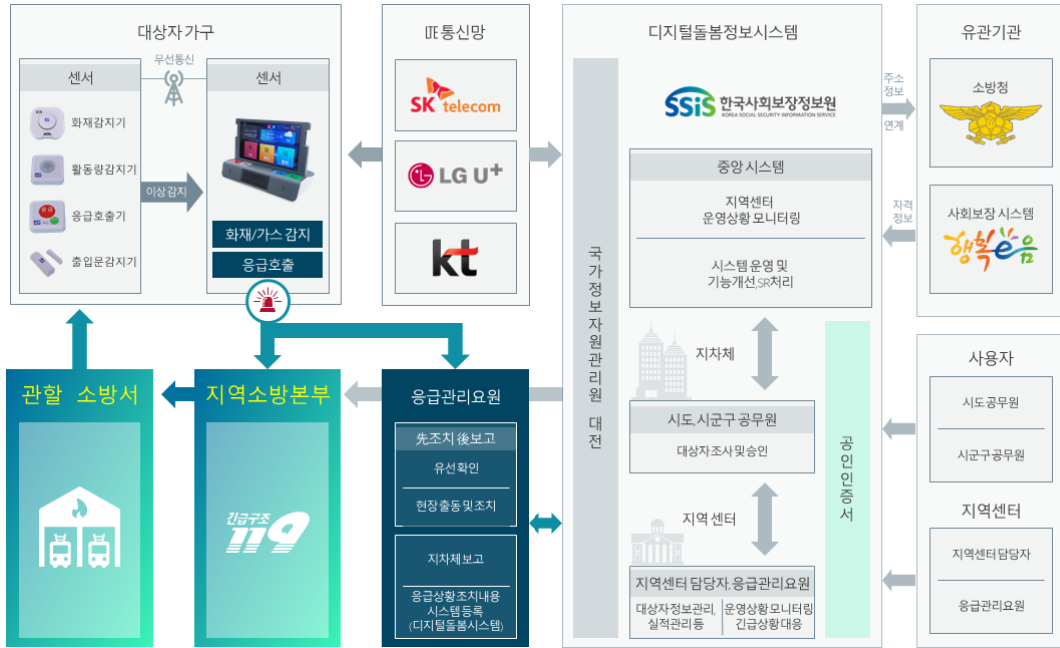 대상자 가구
센서
무선통신
센서
화재감지기
활동량감지기
응급호출기
출입문감지기
이상감지
화재/가스 감지
응급호출
LTE 통신망
SK telecom
LG U+
kt
디지털돌봄정보시스템
국가정보자원관리원 대전
SSiS 한국사회보장정보원
KOREA SOCIAL SECURITY INFORMATION SERVICE
중앙 시스템
지역센터
운영상황 모니터링
시스템 운영 및
기능개선,SR처리
지차체
시도, 시군구 공무원
대상자조사 및 승인
지역 센터
지역센터 담당자.응급관리요원
대상자 정보관리,
실적관리 등
운영상황 모니터링
긴급상황 대응
공인인증서
주소
정보
연계
자격
정보
유관기관
소방청
사회보장 시스템
행복e음
사용자
시도 공무원
시군구 공무원
지역센터
지역센터 담당자
응급관리요원
관할 소방서
지역소방본부
긴급구조
119
응급관리요원
先조치 後보고
유선확인
현장출동 및 조치
지차체 보고
응급상황 조치내용
시스템 등록
(디지털돌봄시스템)